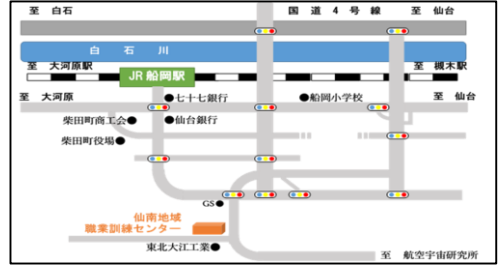 至 白石
国 道 4 号 線
至 仙台
白 石 川
至 大河原駅
至 槻木駅
JR 船岡駅
至 大河原
●七十七銀行
●船岡小学校
至 仙台
柴田町商工会●
●仙台銀行
柴田町役場●
GS●
仙南地域
職業訓練センター
東北大江工業●
至 航空宇宙研究所